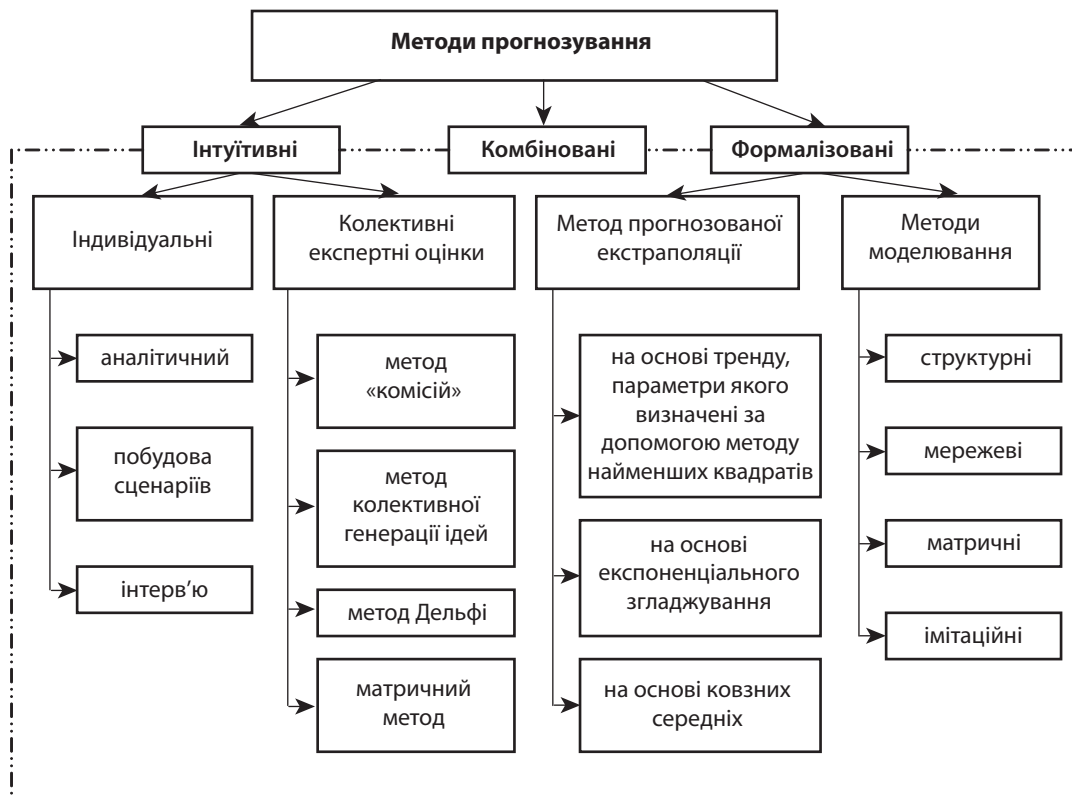 Методи прогнозування
Інтуїтивні
Комбіновані
Формалізовані
Індивідуальні
Колективні
експертні оцінки
Метод прогнозованої
екстраполяції
Методи
моделювання
аналітичний
побудова
сценаріїв
інтерв’ю
метод
«комісій»
метод
колективної
генерації ідей
метод Дельфі
матричний
метод
на основі тренду,
параметри якого
визначені за
допомогою методу
найменших квадратів
на основі
експоненціального
згладжування
на основі ковзних
середніх
структурні
мережеві
матричні
імітаційні